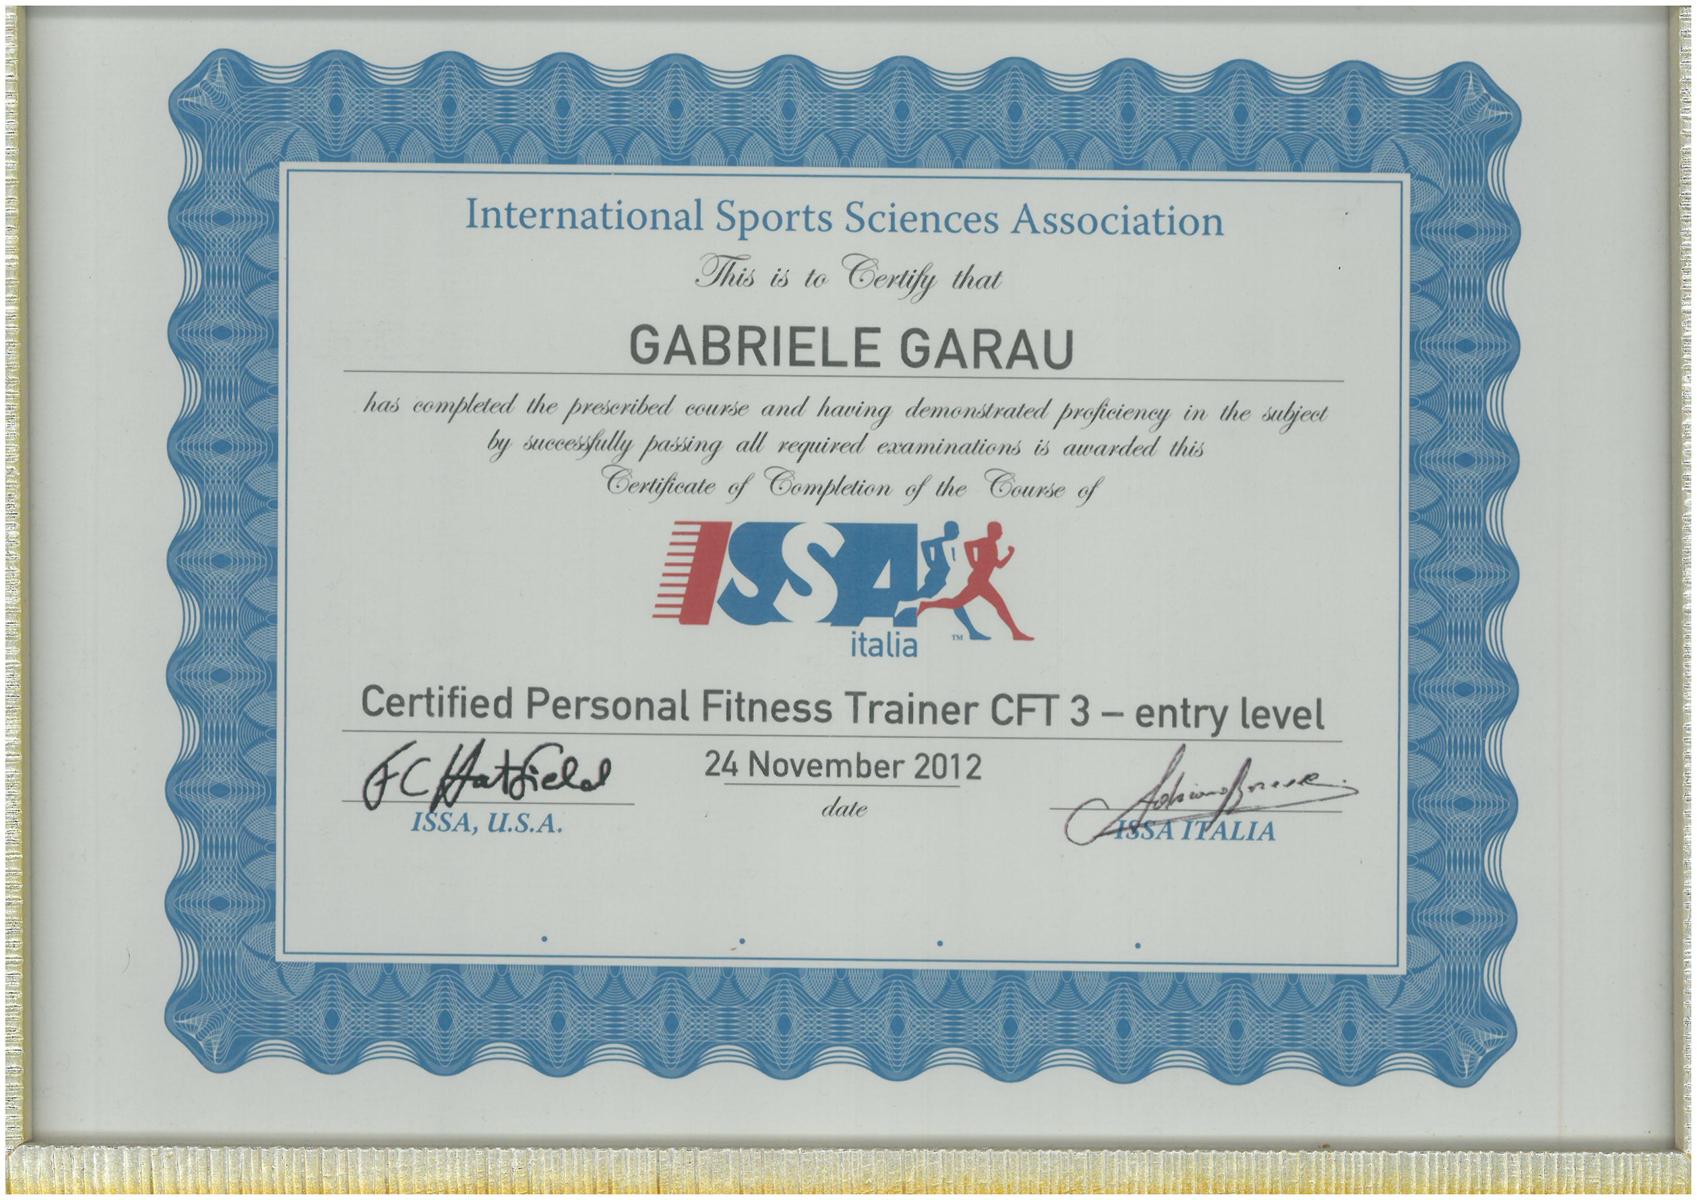 International Sports Sciences Association
This is to Certify that
GABRIELE GARAU
has completed the prescribed course and having demonstrated proficiency in the subject
by successfully passing all required examinations is awarded this
Certificate of Completion of the Course of
ISSA
italia ™
Certified Personal Fitness Trainer CFT 3 – entry level
FC Hatfield
24 November 2012
ISSA, U.S.A.
date
ISSA ITALIA